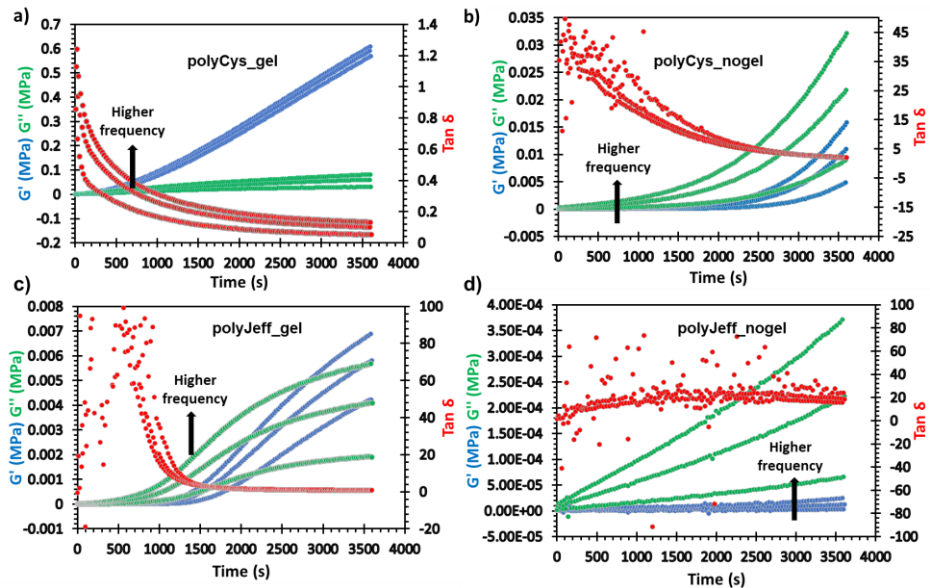 a)
polyCys_gel
Higher
frequency
G' (MPa) G'' (MPa)
0.7
0.6
0.5
0.4
0.3
0.2
0.1
0
-0.1
-0.2
0 500 1000 1500 2000 2500 3000 3500 4000
Time (s)
1.4
1.2
1
0.8
0.6
0.4
0.2
0
Tan δ
b)
polyCys_nogel
Higher
frequency
G' (MPa) G'' (MPa)
0.035
0.03
0.025
0.02
0.015
0.01
0.005
0
-0.005
0 500 1000 1500 2000 2500 3000 3500 4000
Time (s)
45
35
25
15
5
-5
-15
-25
Tan δ
c)
polyJeff_gel
Higher
frequency
G' (MPa) G'' (MPa)
0.008
0.007
0.006
0.005
0.004
0.003
0.002
0.001
0
-0.001
0 500 1000 1500 2000 2500 3000 3500 4000
Time (s)
100
80
60
40
20
0
-20
Tan δ
d)
polyJeff_nogel
Higher
frequency
G' (MPa) G'' (MPa)
4.00E-04
3.50E-04
3.00E-04
2.50E-04
2.00E-04
1.50E-04
1.00E-04
5.00E-05
0.00E+00
-5.00E-05
0 500 1000 1500 2000 2500 3000 3500 4000
Time (s)
100
80
60
40
20
0
-20
-40
-60
-80
-100
Tan δ